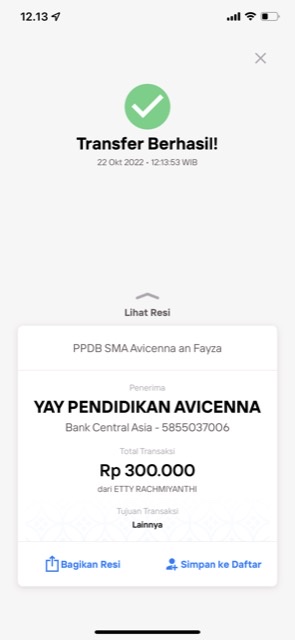 12.13
Transfer Berhasil!
22 Okt 2022 • 12:13:53 WIB
Lihat Resi
PPDB SMA Avicenna an Fayza
Penerima
YAY PENDIDIKAN AVICENNA
Bank Central Asia - 5855037006
Total Transaksi
Rp 300.000
dari ETTY RACHMIYANTHI
Tujuan Transaksi
Lainnya
Bagikan Resi
Simpan ke Daftar